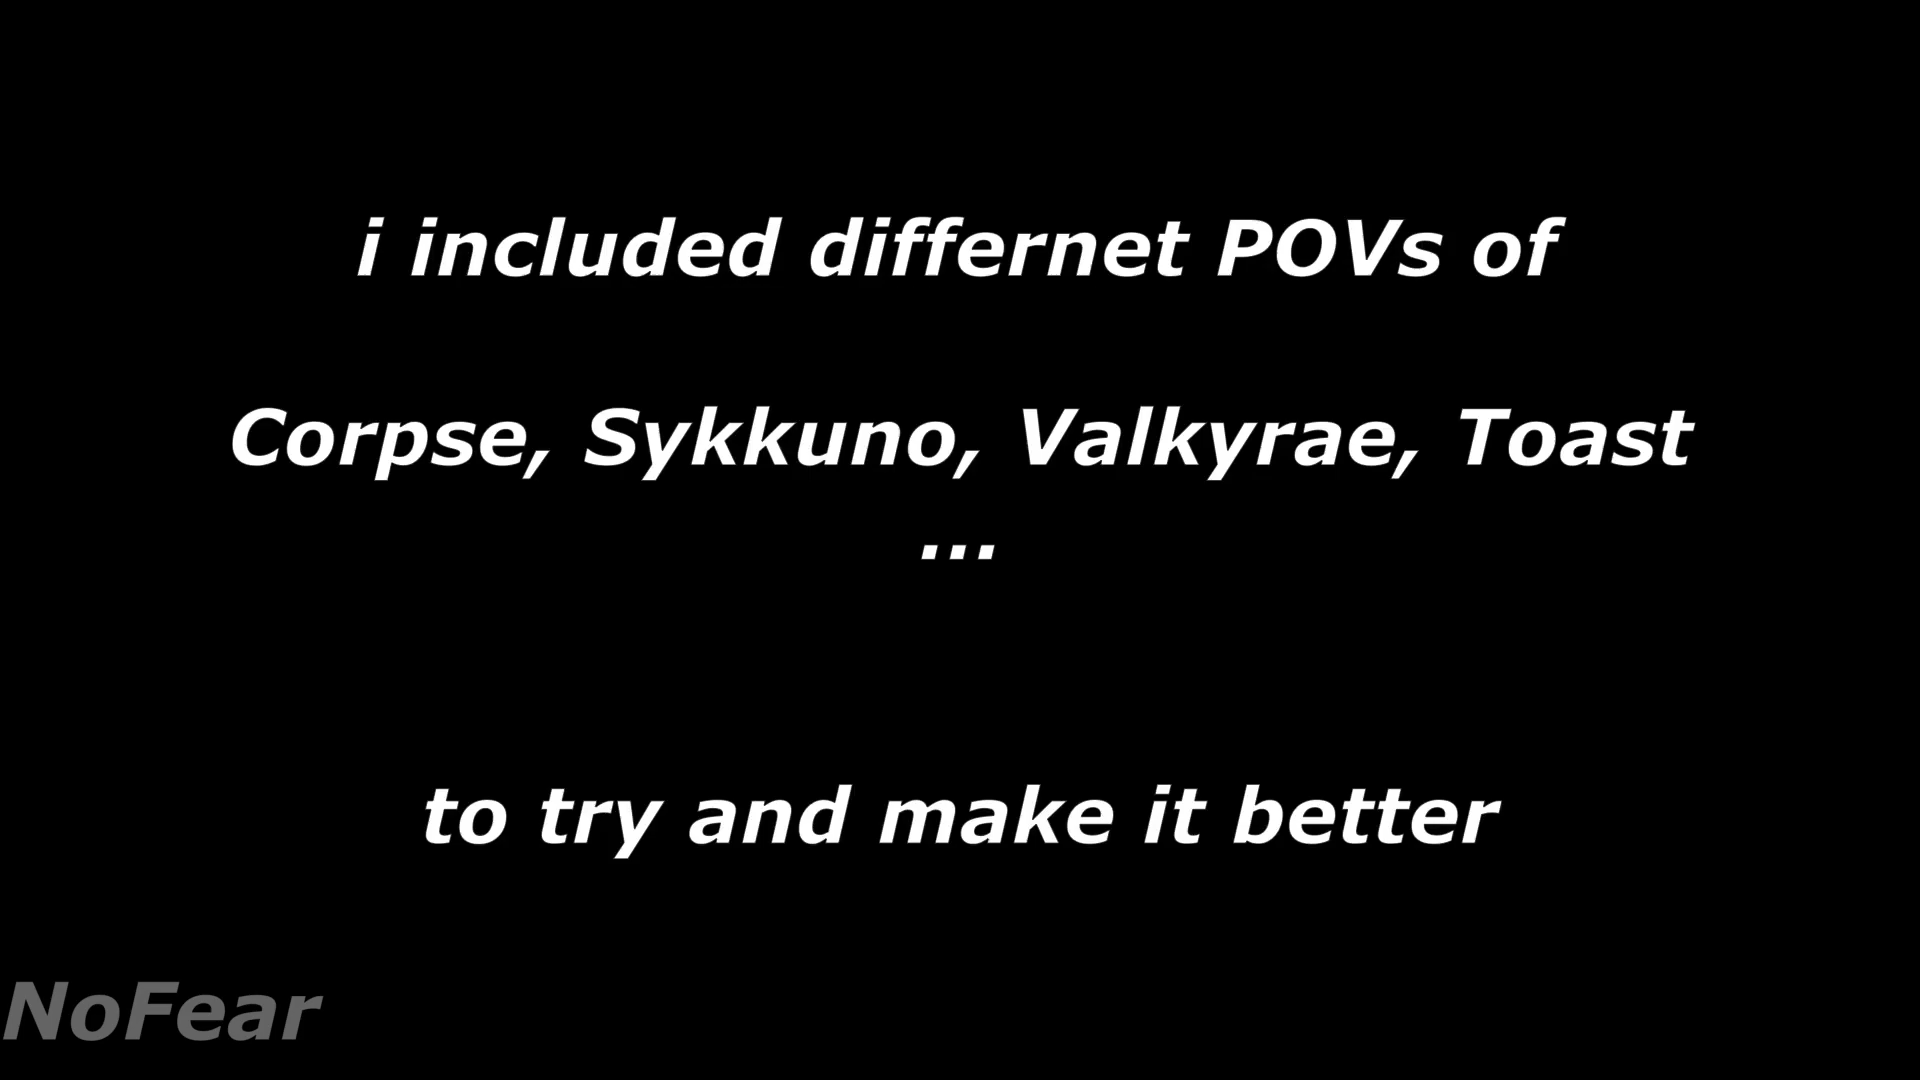 i included differnet POVs of
Corpse, Sykkuno, Valkyrae, Toast
...
to try and make it better
NoFear